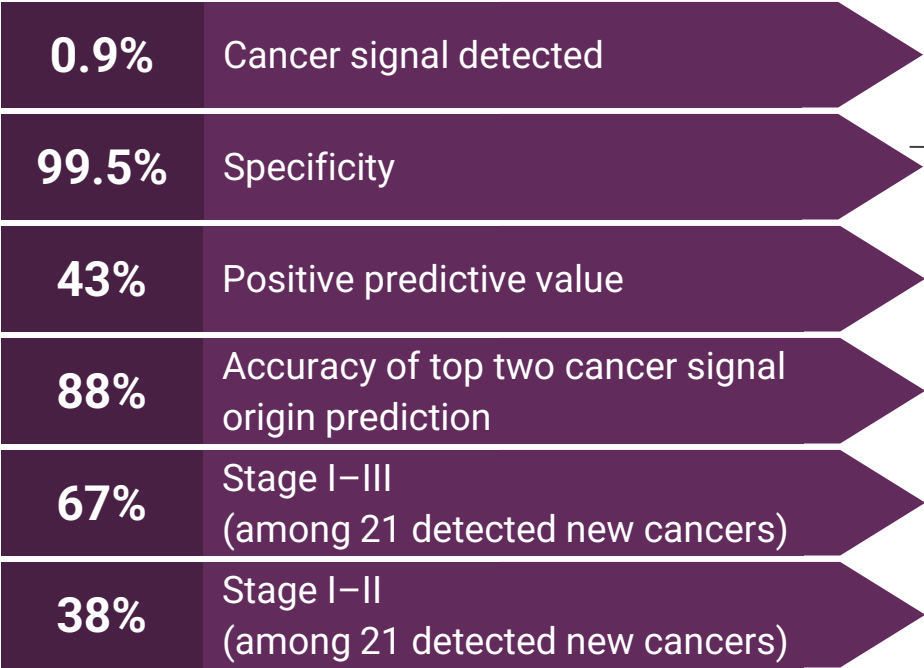 0.9% Cancer signal detected
99.5% Specificity
43% Positive predictive value
88% Accuracy of top two cancer signal
origin prediction
67% Stage I–III
(among 21 detected new cancers)
38% Stage I–II
(among 21 detected new cancers)